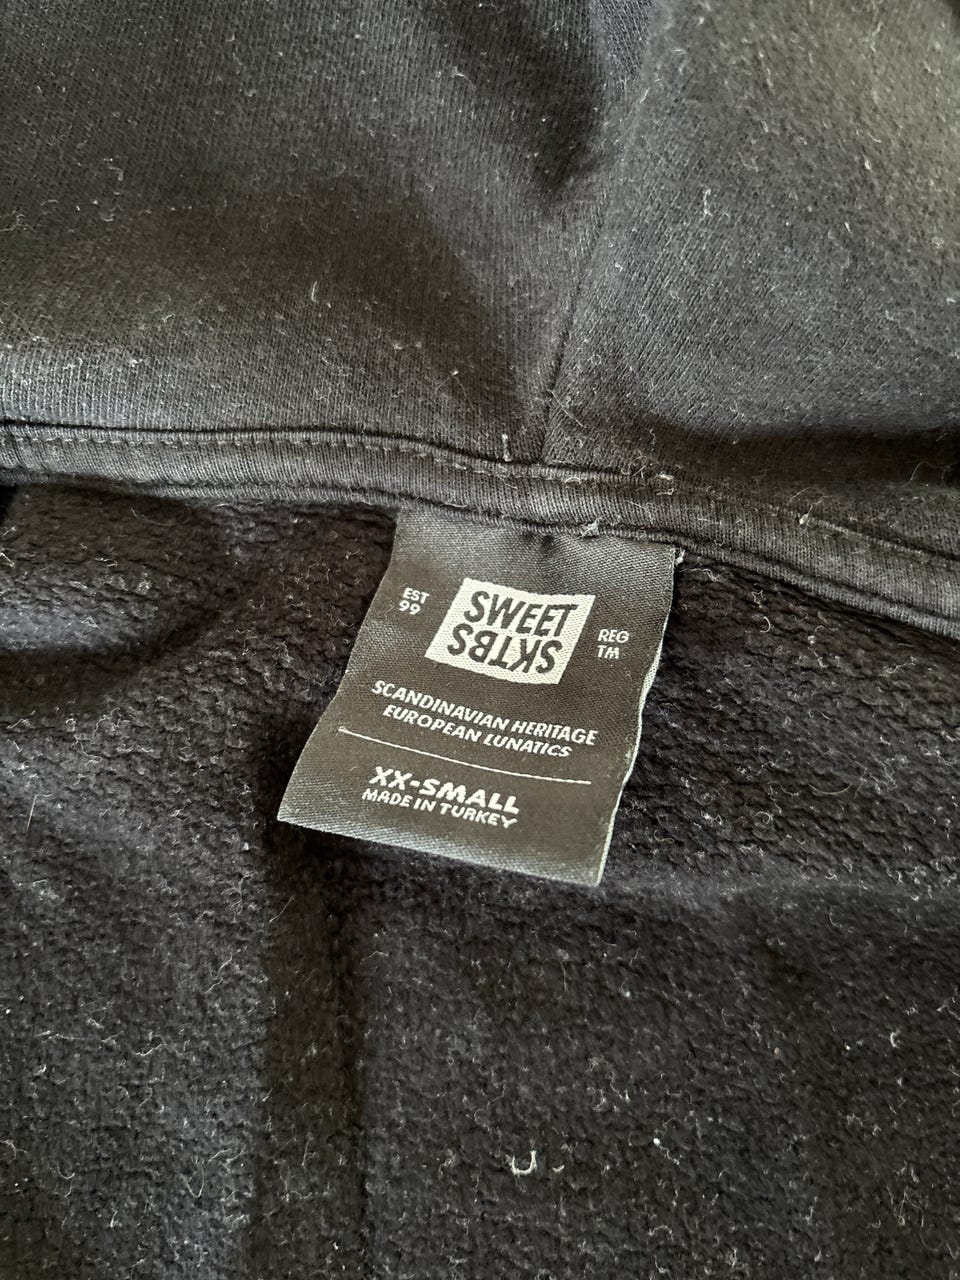 EST
99
SWEET
SKTBS
REG
TM
SCANDINAVIAN HERITAGE
EUROPEAN LUNATICS
XX-SMALL
MADE IN TURKEY